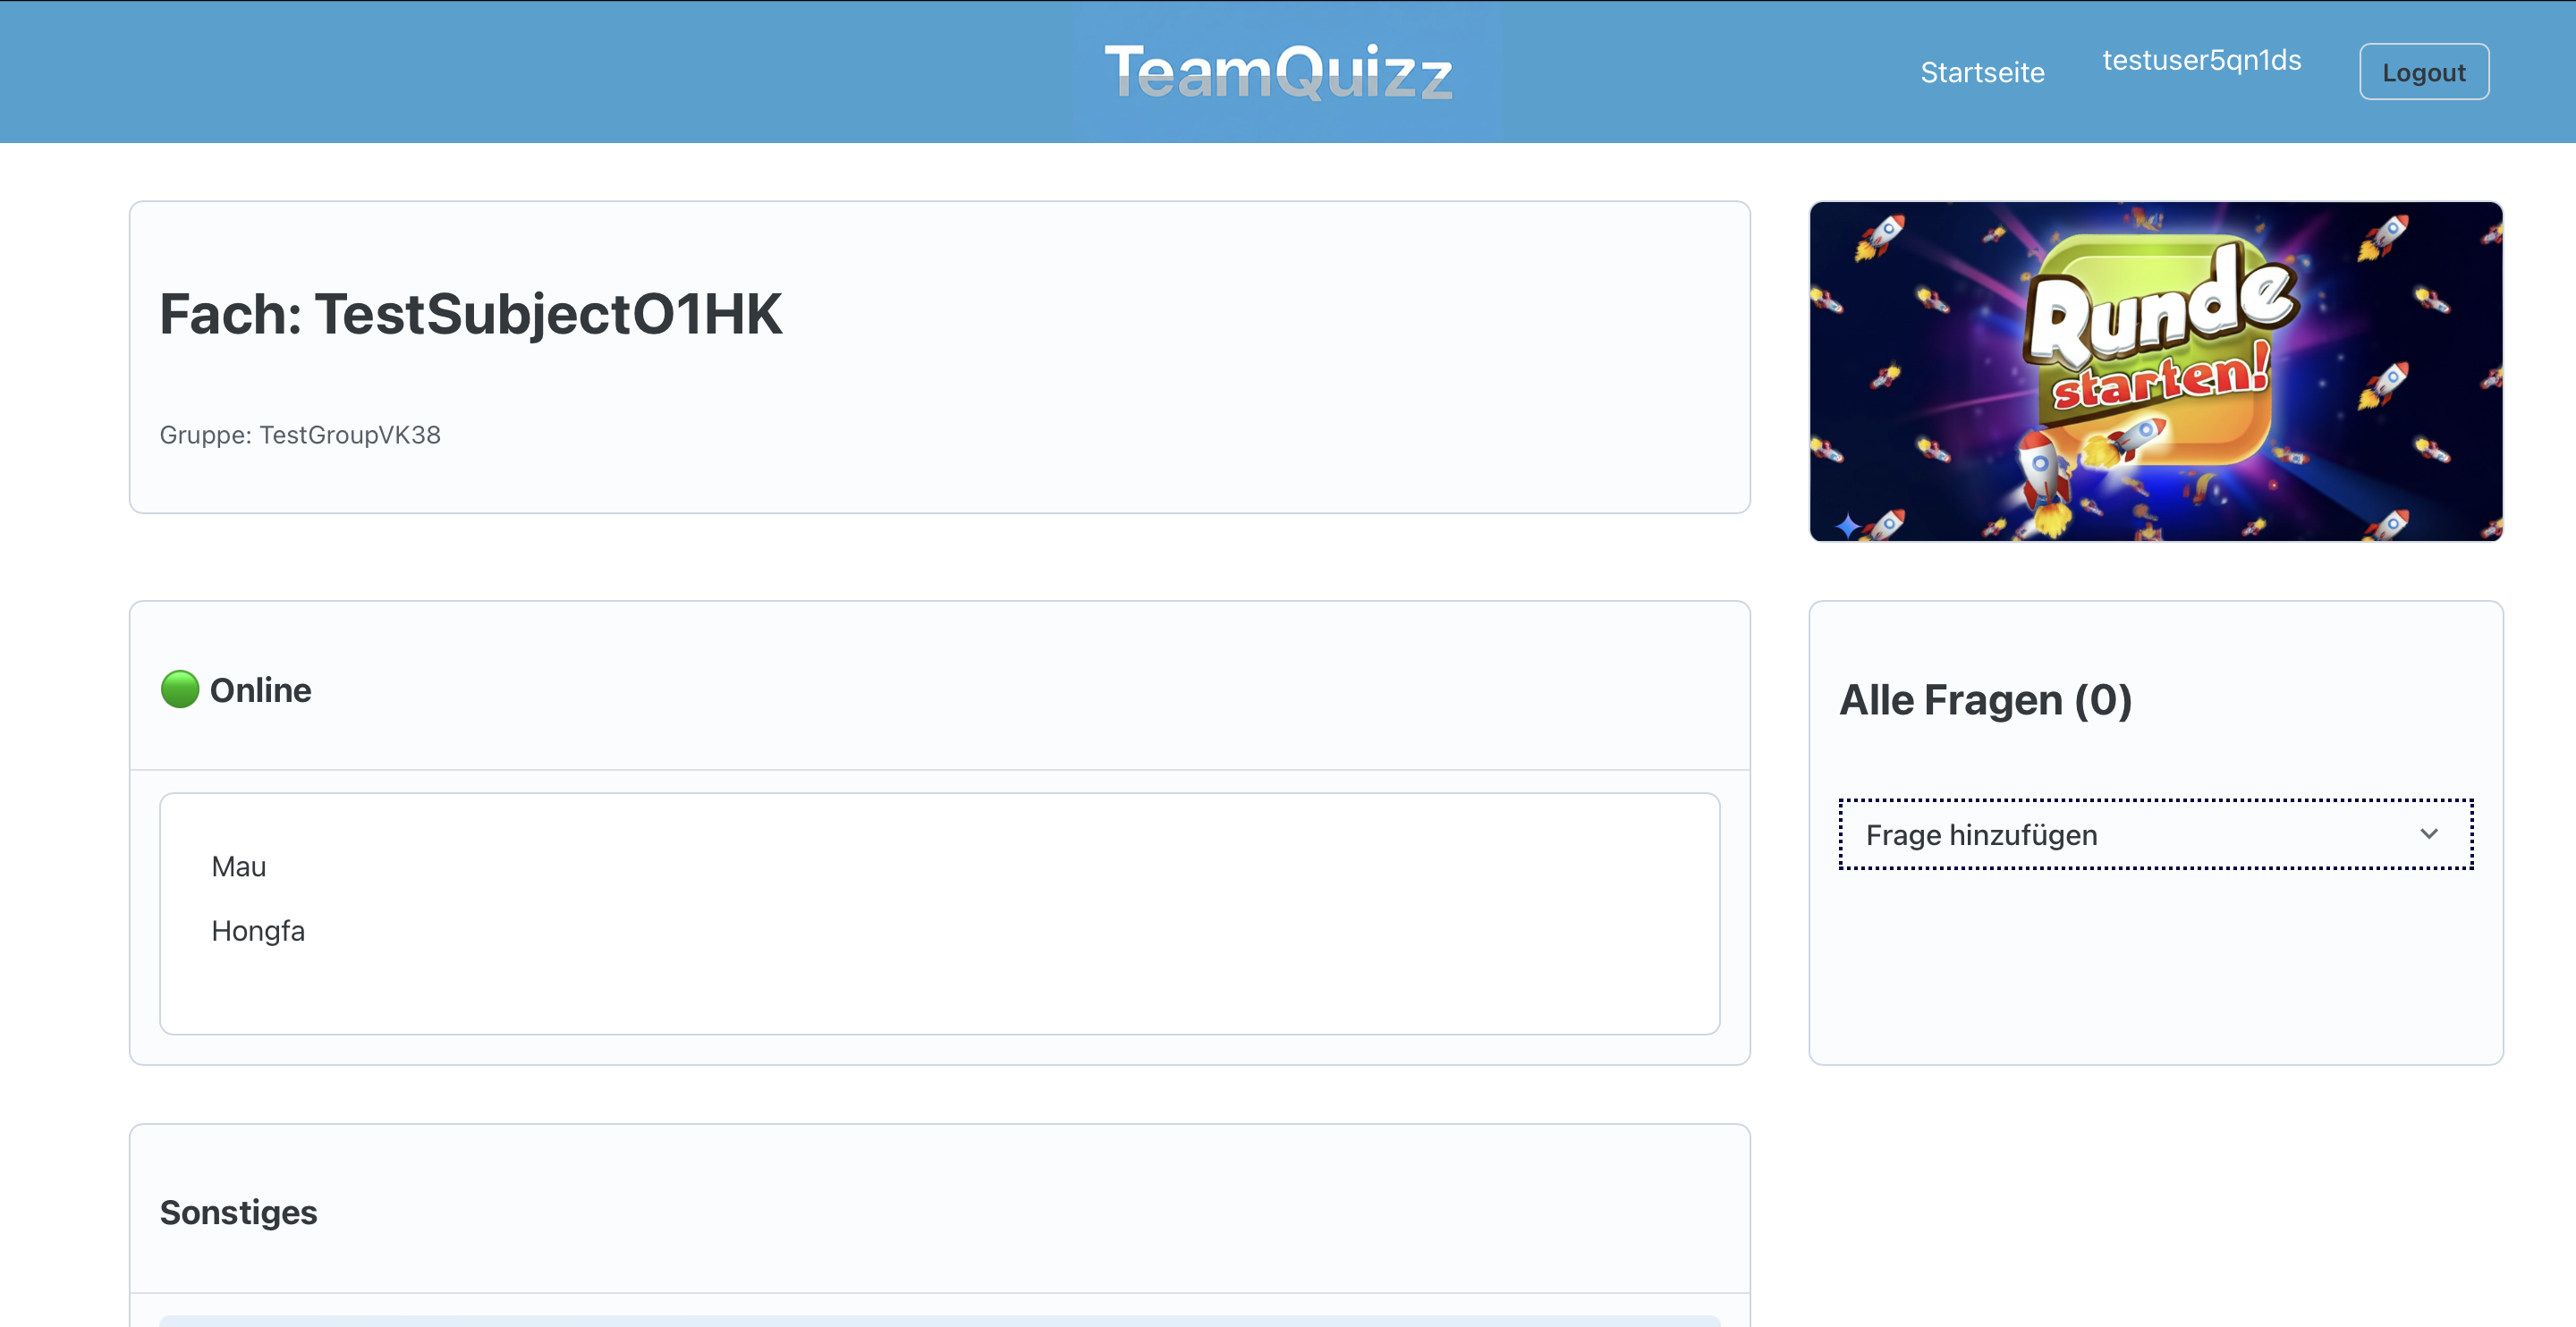 TeamQuizz
Startseite
testuser5qn1ds
Logout
Fach: TestSubjectO1HK
Gruppe: TestGroupVK38
Runde
starten!
🟢 Online
Mau
Hongfa
Alle Fragen (0)
Frage hinzufügen
Sonstiges